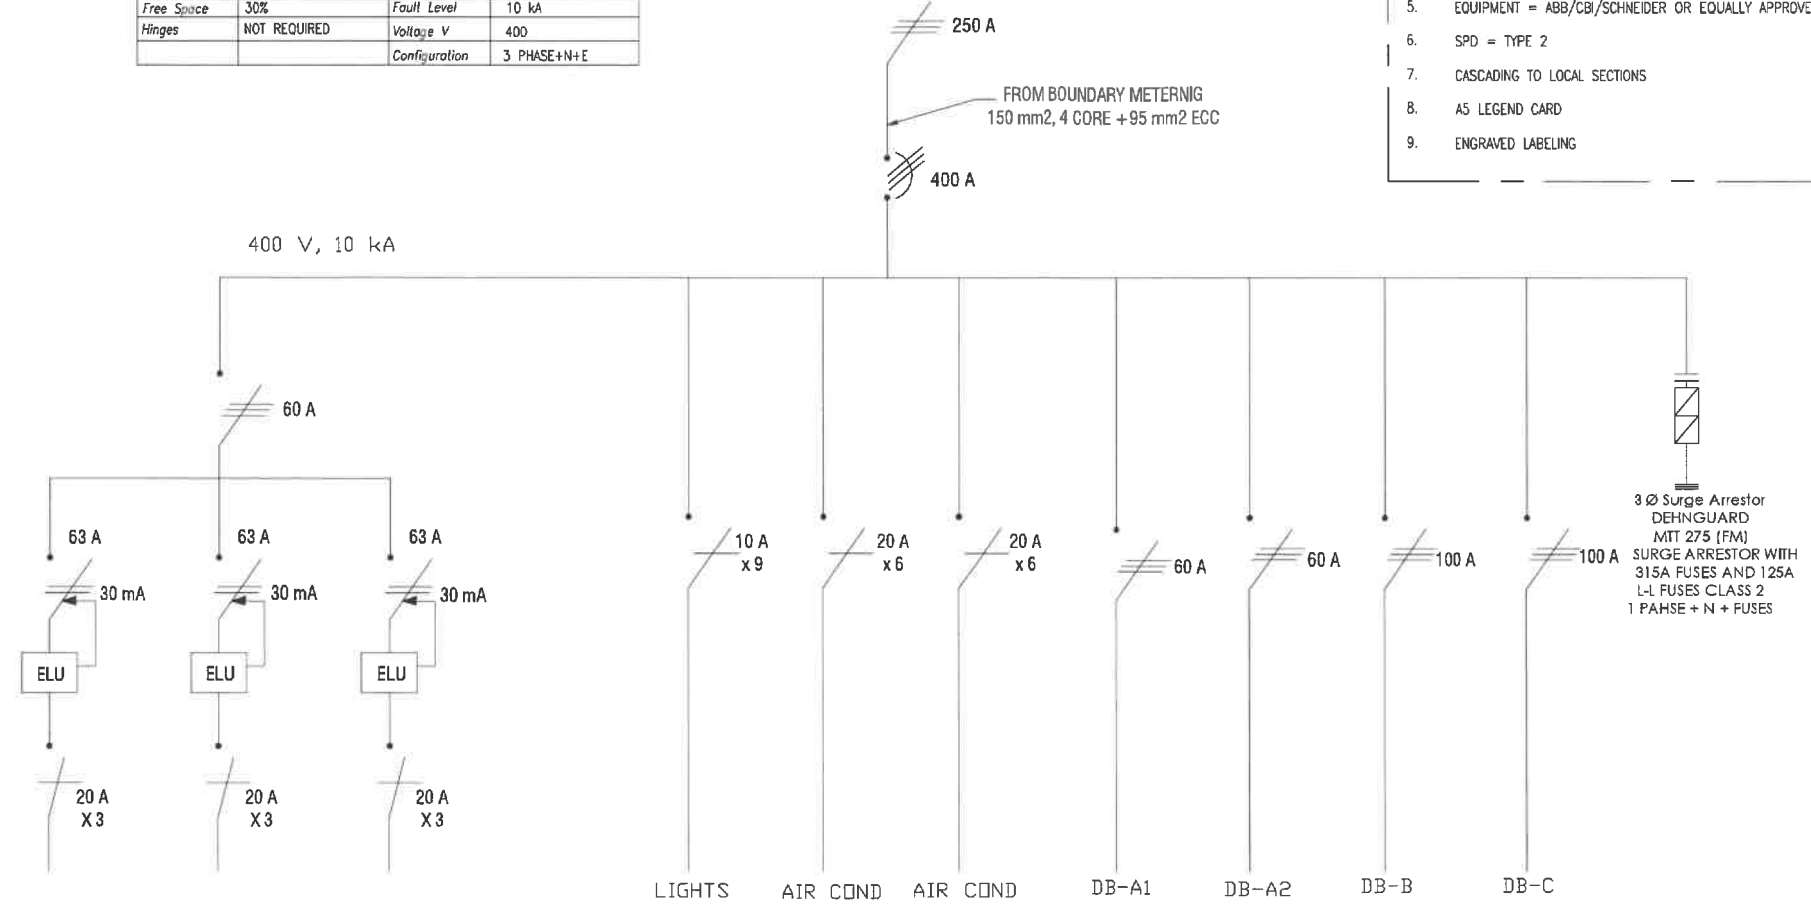 Free Space 30% Fault Level 10 kA
Hinges NOT REQUIRED Voltage V 400
Configuration 3 PHASE+N+E
250 A
5. EQUIPMENT = ABB/CBI/SCHNEIDER OR EQUALLY APPROVE
6. SPD = TYPE 2
7. CASCADING TO LOCAL SECTIONS
8. A5 LEGEND CARD
9. ENGRAVED LABELING
FROM BOUNDARY METERNIG
150 mm2, 4 CORE + 95 mm2 ECC
400 A
400 V, 10 kA
60 A
63 A
63 A
63 A
30 mA
30 mA
30 mA
ELU
ELU
ELU
20 A
X 3
20 A
X 3
20 A
X 3
10 A
x 9
20 A
x 6
20 A
x 6
60 A
60 A
100 A
100 A
3 Ø Surge Arrestor
DEHNGUARD
MTT 275 (FM)
SURGE ARRESTOR WITH
315A FUSES AND 125A
L-L FUSES CLASS 2
1 PAHSE + N + FUSES
LIGHTS
AIR COND
AIR COND
DB-A1
DB-A2
DB-B
DB-C